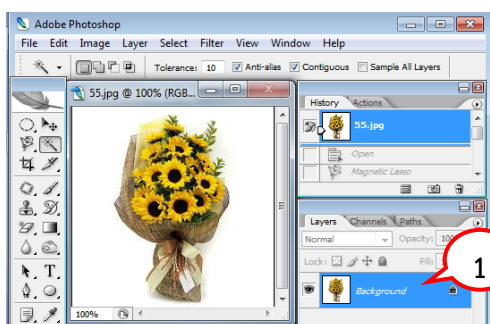 Adobe Photoshop
File Edit Image Layer Select Filter View Window Help
Tolerance: 10 Anti-alias Contiguous Sample All Layers
55.jpg @ 100% (RGB...
History Actions
55.jpg
Open
Magnetic Lasso
Layers Channels Paths
Normal Opacity:
Lock: Fill:
1
Background
100%